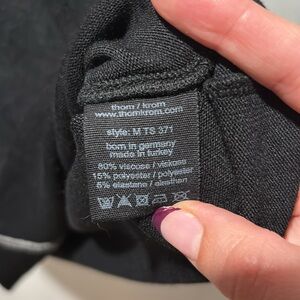 thom / krom
www.thomkrom.com
style: M TS 371
born in germany
made in turkey
80% viscose / viskose
15% polyester / polyester
5% elastane / elasthan